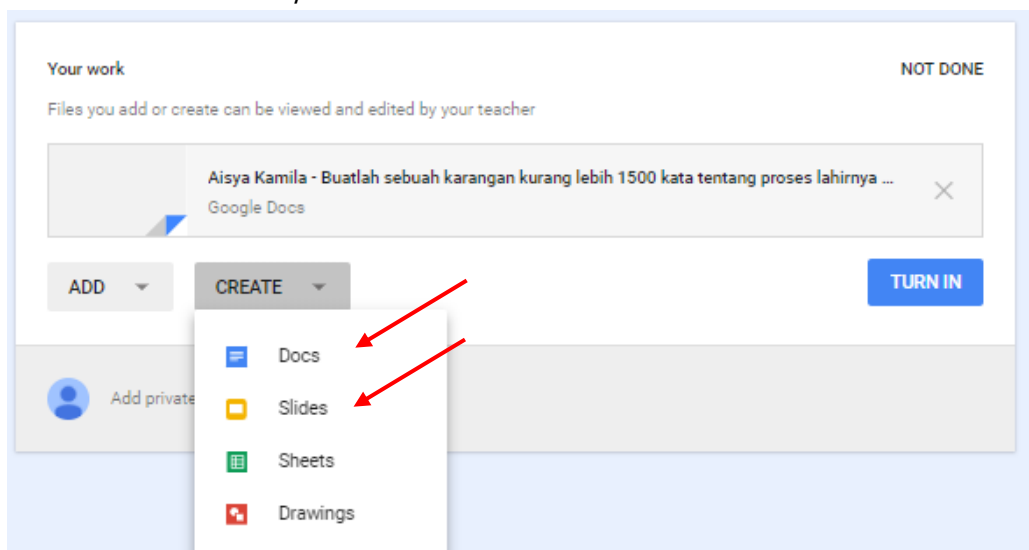 Your work
NOT DONE
Files you add or create can be viewed and edited by your teacher
Aisya Kamila - Buatlah sebuah karangan kurang lebih 1500 kata tentang proses lahirnya ...
Google Docs
ADD
CREATE
TURN IN
Docs
Add private
Slides
Sheets
Drawings